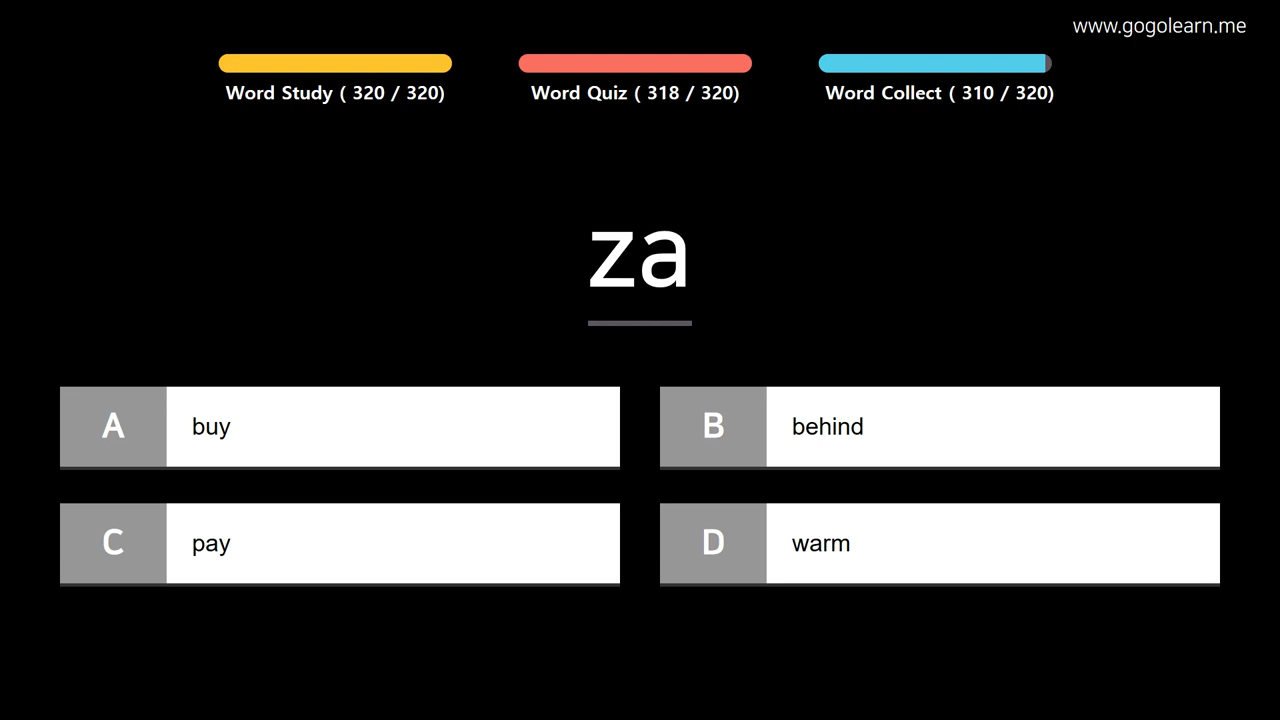 www.gogolearn.me
Word Study ( 320 / 320)
Word Quiz ( 318 / 320)
Word Collect ( 310 / 320)
za
A
buy
B
behind
C
pay
D
warm